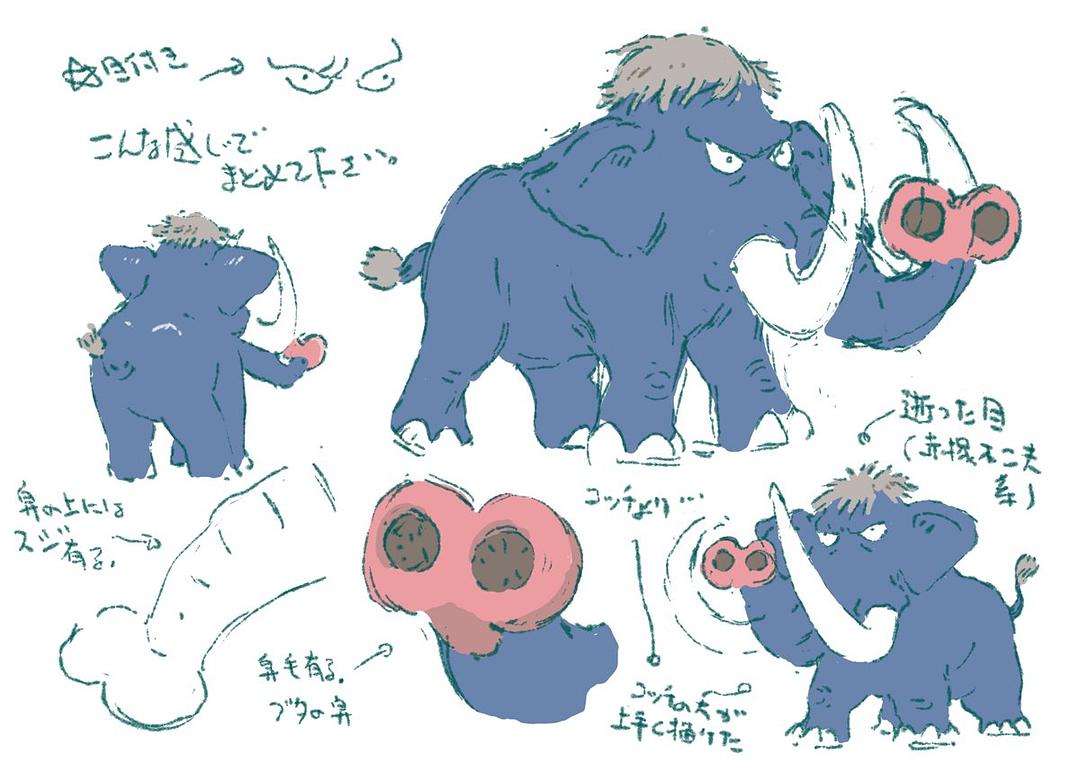 ☆目付き
こんな感じで
まとめて下さい。
逝った目
(赤塚不二夫
系)
鼻の上には
スジ有る。
コッチより…
鼻毛有る。
ブタの鼻
コッチの方が
上手く描けた